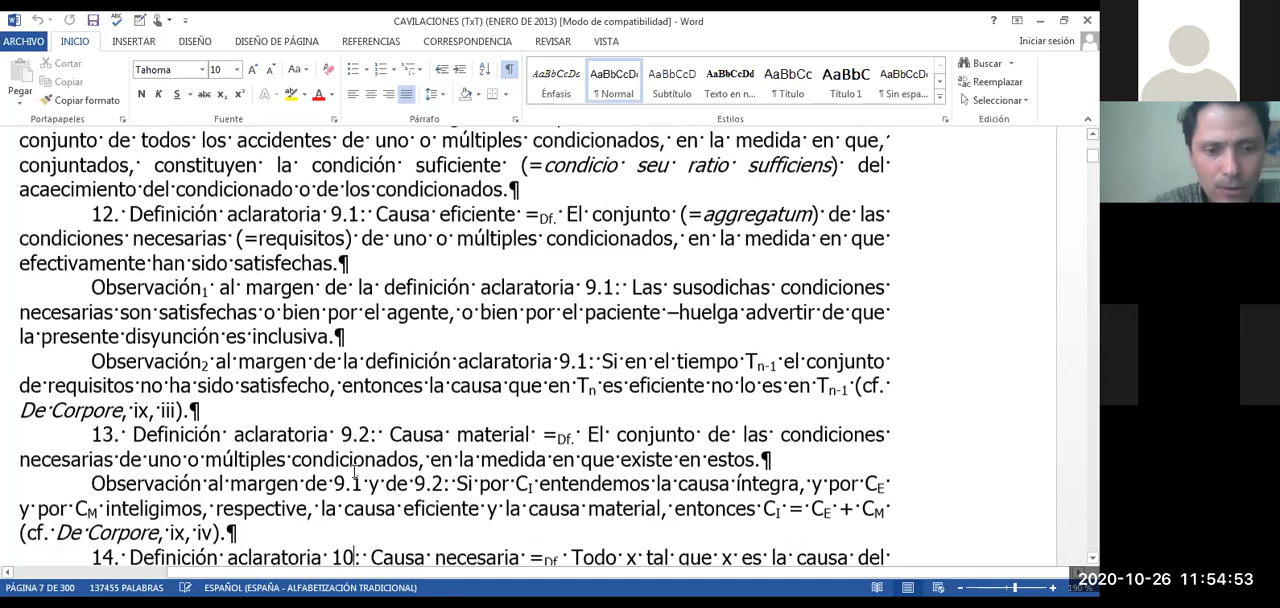 CAVILACIONES (TxT) (ENERO DE 2013) [Modo de compatibilidad] - Word
ARCHIVO INICIO INSERTAR DISEÑO DISEÑO DE PÁGINA REFERENCIAS CORRESPONDENCIA REVISAR VISTA Iniciar sesión
Cortar
Copiar
Copiar formato
Pegar
Portapapeles
Tahoma 10
Fuente
Párrafo
AaBbCcDc AaBbCcDc AaBbCcD AaBbCcDd AaBbCc AaBbC AaBbCcDc
Énfasis ¶ Normal Subtítulo Texto en n... ¶ Título Título 1 ¶ Sin espa...
Estilos
Buscar
Reemplazar
Seleccionar
Edición
conjunto de todos los accidentes de uno o múltiples condicionados, en la medida en que,
conjuntados, constituyen la condición suficiente (=condicio seu ratio sufficiens) del
acaecimiento del condicionado o de los condicionados.¶
12. Definición aclaratoria 9.1: Causa eficiente =Df. El conjunto (=aggregatum) de las
condiciones necesarias (=requisitos) de uno o múltiples condicionados, en la medida en que
efectivamente han sido satisfechas.¶
Observación1 al margen de la definición aclaratoria 9.1: Las susodichas condiciones
necesarias son satisfechas o bien por el agente, o bien por el paciente –huelga advertir de que
la presente disyunción es inclusiva.¶
Observación2 al margen de la definición aclaratoria 9.1: Si en el tiempo Tn-1 el conjunto
de requisitos no ha sido satisfecho, entonces la causa que en Tn es eficiente no lo es en Tn-1 (cf.
De Corpore, ix, iii).¶
13. Definición aclaratoria 9.2: Causa material =Df. El conjunto de las condiciones
necesarias de uno o múltiples condicionados, en la medida en que existe en estos.¶
Observación al margen de 9.1 y de 9.2: Si por CI entendemos la causa íntegra, y por CE
y por CM inteligimos, respective, la causa eficiente y la causa material, entonces CI = CE + CM
(cf. De Corpore, ix, iv).¶
14. Definición aclaratoria 10: Causa necesaria =Df Todo x tal que x es la causa del
PÁGINA 7 DE 300 137455 PALABRAS ESPAÑOL (ESPAÑA - ALFABETIZACIÓN TRADICIONAL) 190 %
2020-10-26 11:54:53